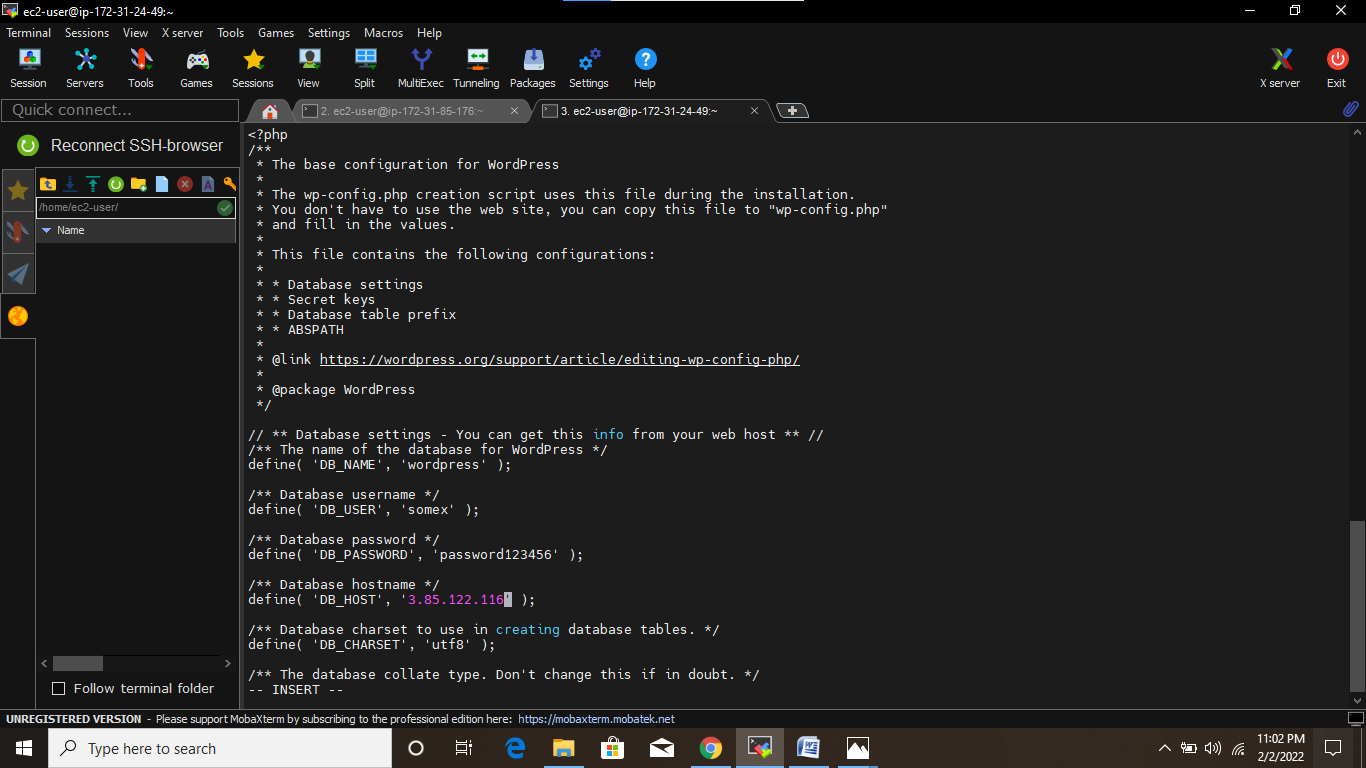 ec2-user@ip-172-31-24-49:~
Terminal Sessions View X server Tools Games Settings Macros Help
Session Servers Tools Games Sessions View Split MultiExec Tunneling Packages Settings Help X server Exit
Quick connect...
2. ec2-user@ip-172-31-85-176:~
3. ec2-user@ip-172-31-24-49:~
Reconnect SSH-browser
/home/ec2-user/
Name
Follow terminal folder
<?php
/**
 * The base configuration for WordPress
 *
 * The wp-config.php creation script uses this file during the installation.
 * You don't have to use the web site, you can copy this file to "wp-config.php"
 * and fill in the values.
 *
 * This file contains the following configurations:
 *
 * * Database settings
 * * Secret keys
 * * Database table prefix
 * * ABSPATH
 *
 * @link https://wordpress.org/support/article/editing-wp-config-php/
 *
 * @package WordPress
 */
// ** Database settings - You can get this info from your web host ** //
/** The name of the database for WordPress */
define( 'DB_NAME', 'wordpress' );
/** Database username */
define( 'DB_USER', 'somex' );
/** Database password */
define( 'DB_PASSWORD', 'password123456' );
/** Database hostname */
define( 'DB_HOST', '3.85.122.116' );
/** Database charset to use in creating database tables. */
define( 'DB_CHARSET', 'utf8' );
/** The database collate type. Don't change this if in doubt. */
-- INSERT --
UNREGISTERED VERSION - Please support MobaXterm by subscribing to the professional edition here: https://mobaxterm.mobatek.net
Type here to search
11:02 PM
2/2/2022